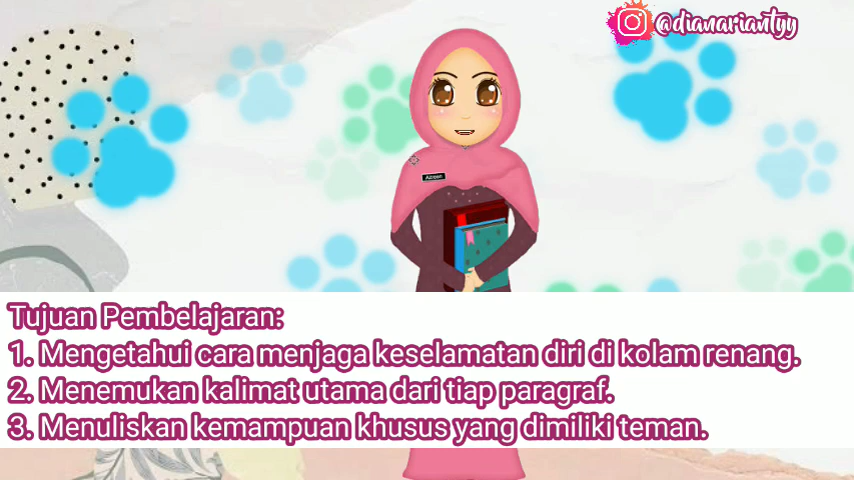 @dianariantyy
Tujuan Pembelajaran:
1. Mengetahui cara menjaga keselamatan diri di kolam renang.
2. Menemukan kalimat utama dari tiap paragraf.
3. Menuliskan kemampuan khusus yang dimiliki teman.